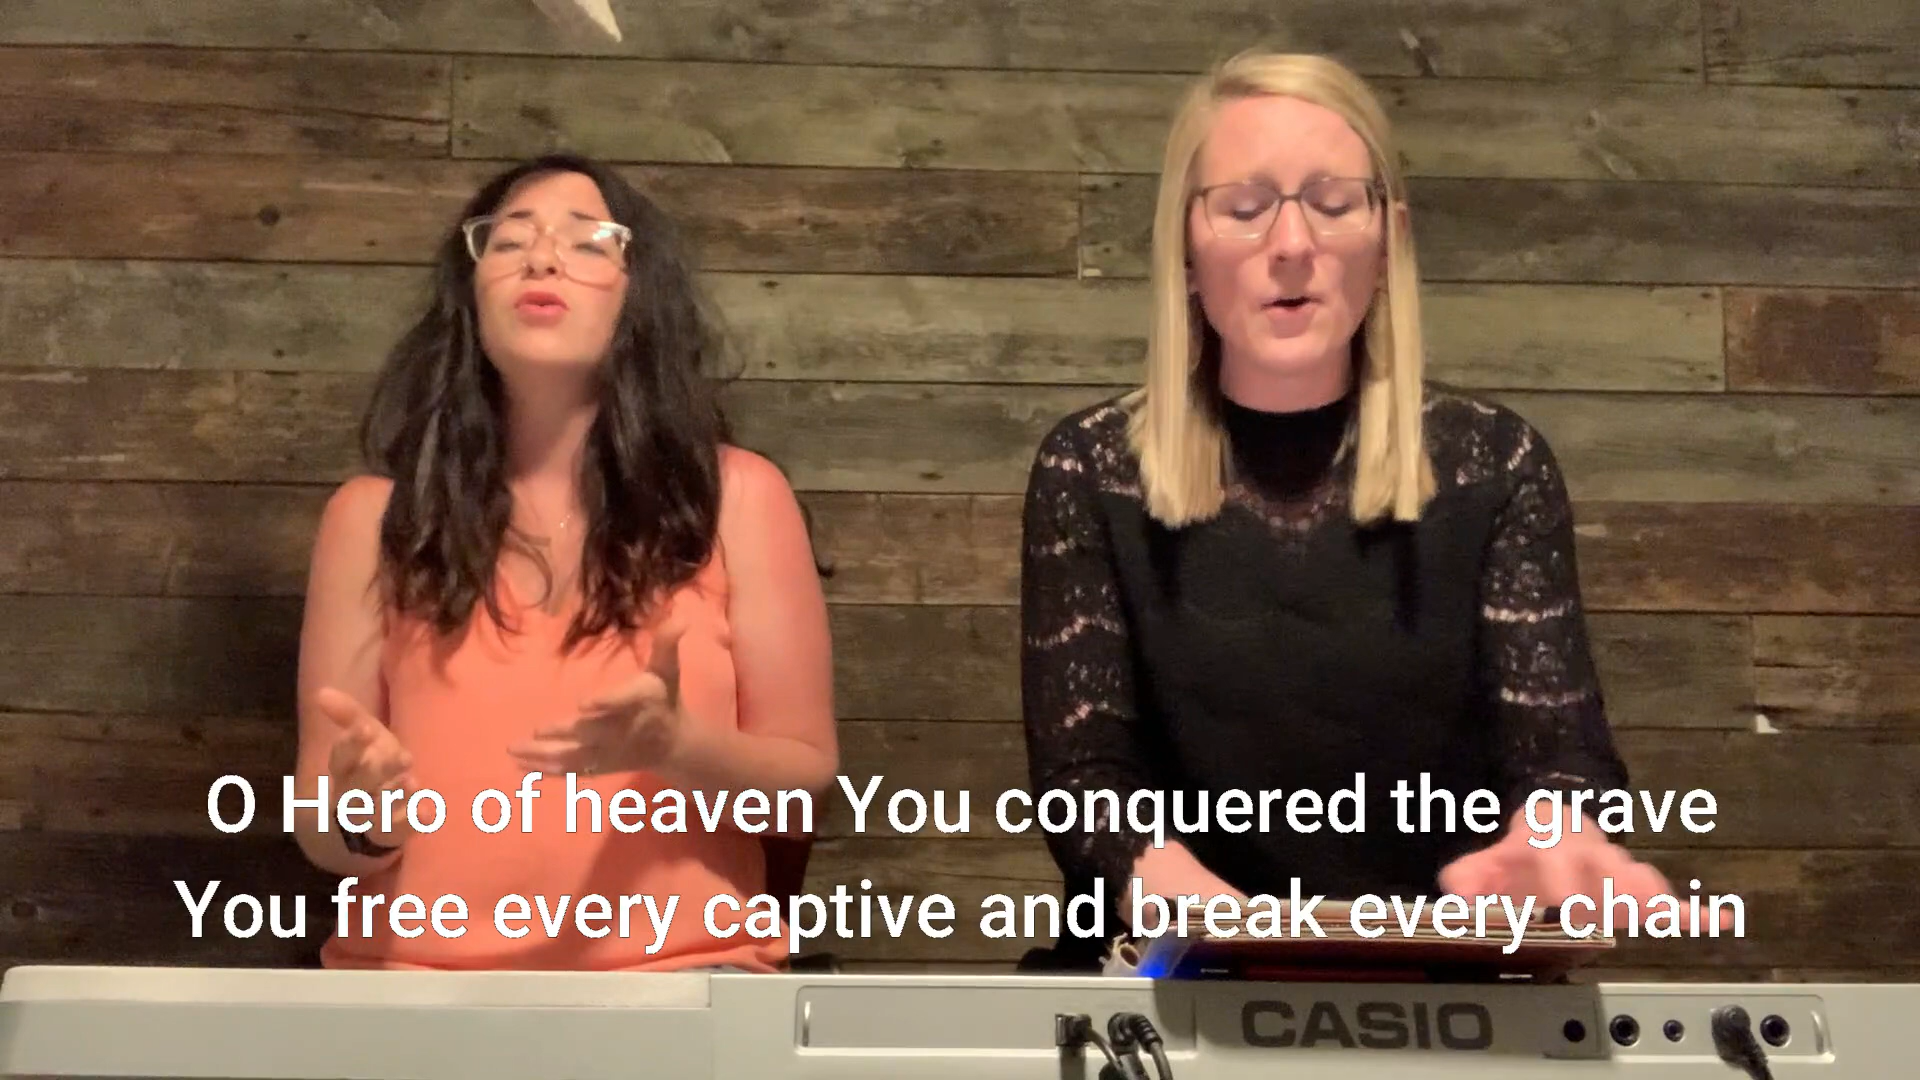 O Hero of heaven You conquered the grave
You free every captive and break every chain
CASIO